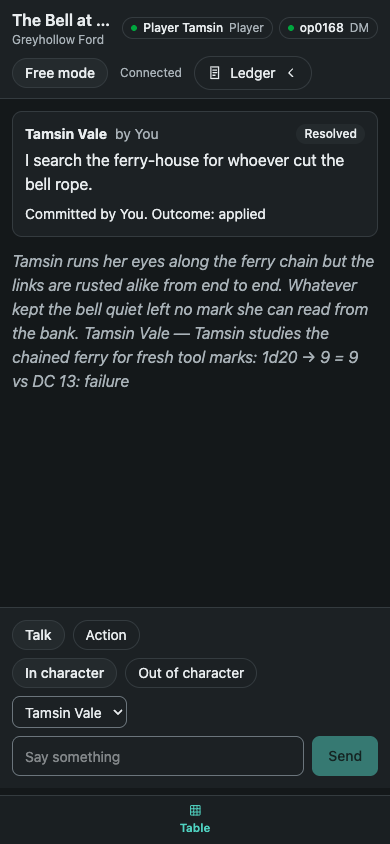 The Bell at ...
Greyhollow Ford
Player Tamsin Player
op0168 DM
Free mode
Connected
Ledger
Tamsin Vale by You
Resolved
I search the ferry-house for whoever cut the
bell rope.
Committed by You. Outcome: applied
Tamsin runs her eyes along the ferry chain but the
links are rusted alike from end to end. Whatever
kept the bell quiet left no mark she can read from
the bank. Tamsin Vale — Tamsin studies the
chained ferry for fresh tool marks: 1d20 → 9 = 9
vs DC 13: failure
Talk
Action
In character
Out of character
Tamsin Vale
Say something
Send
Table